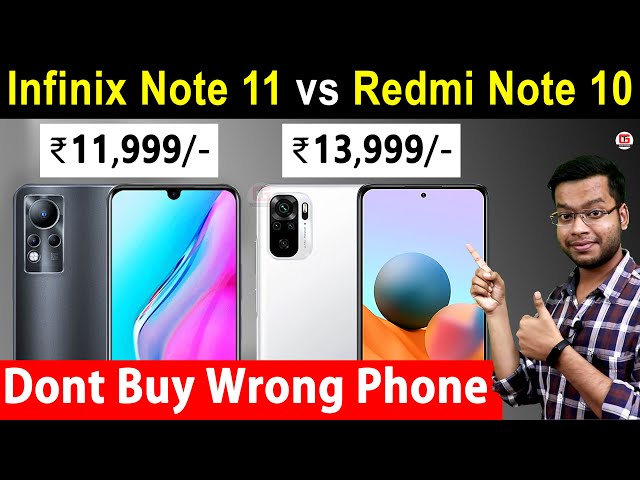 Infinix Note 11 vs Redmi Note 10
₹11,999/-
₹13,999/-
Dont Buy Wrong Phone